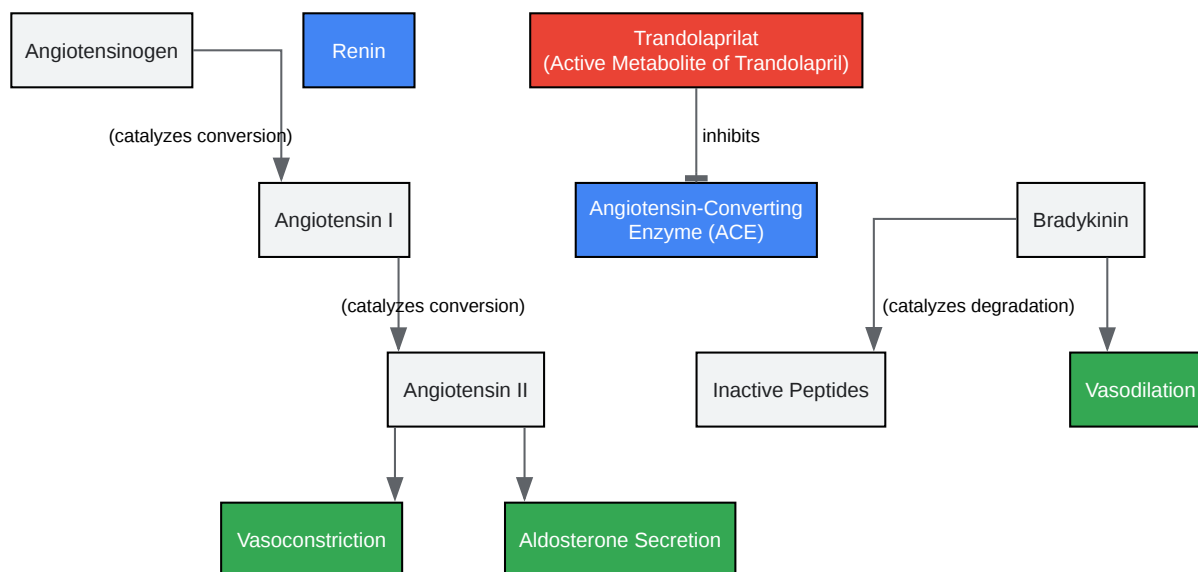 Angiotensinogen
Renin
Trandolaprilat
(Active Metabolite of Trandolapril)
(catalyzes conversion)
inhibits
Angiotensin I
Angiotensin-Converting
Enzyme (ACE)
Bradykinin
(catalyzes conversion)
(catalyzes degradation)
Angiotensin II
Inactive Peptides
Vasodilation
Vasoconstriction
Aldosterone Secretion